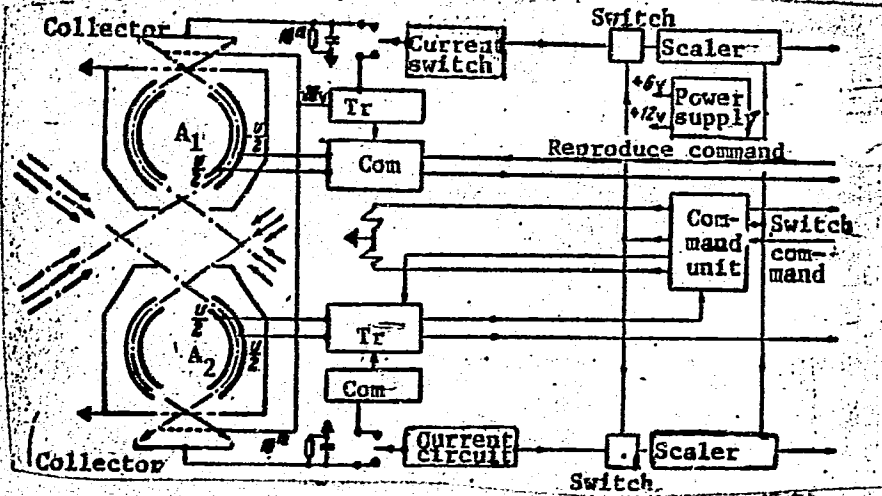 Switch
Collector
Current
switch
Scaler
+6v
Power
+12v
supply
Tr
A1
Com
Reproduce command
Com-
mand
unit
Switch
com-
mand
Tr
A2
Com
Current
circuit
Scaler
Collector
Switch